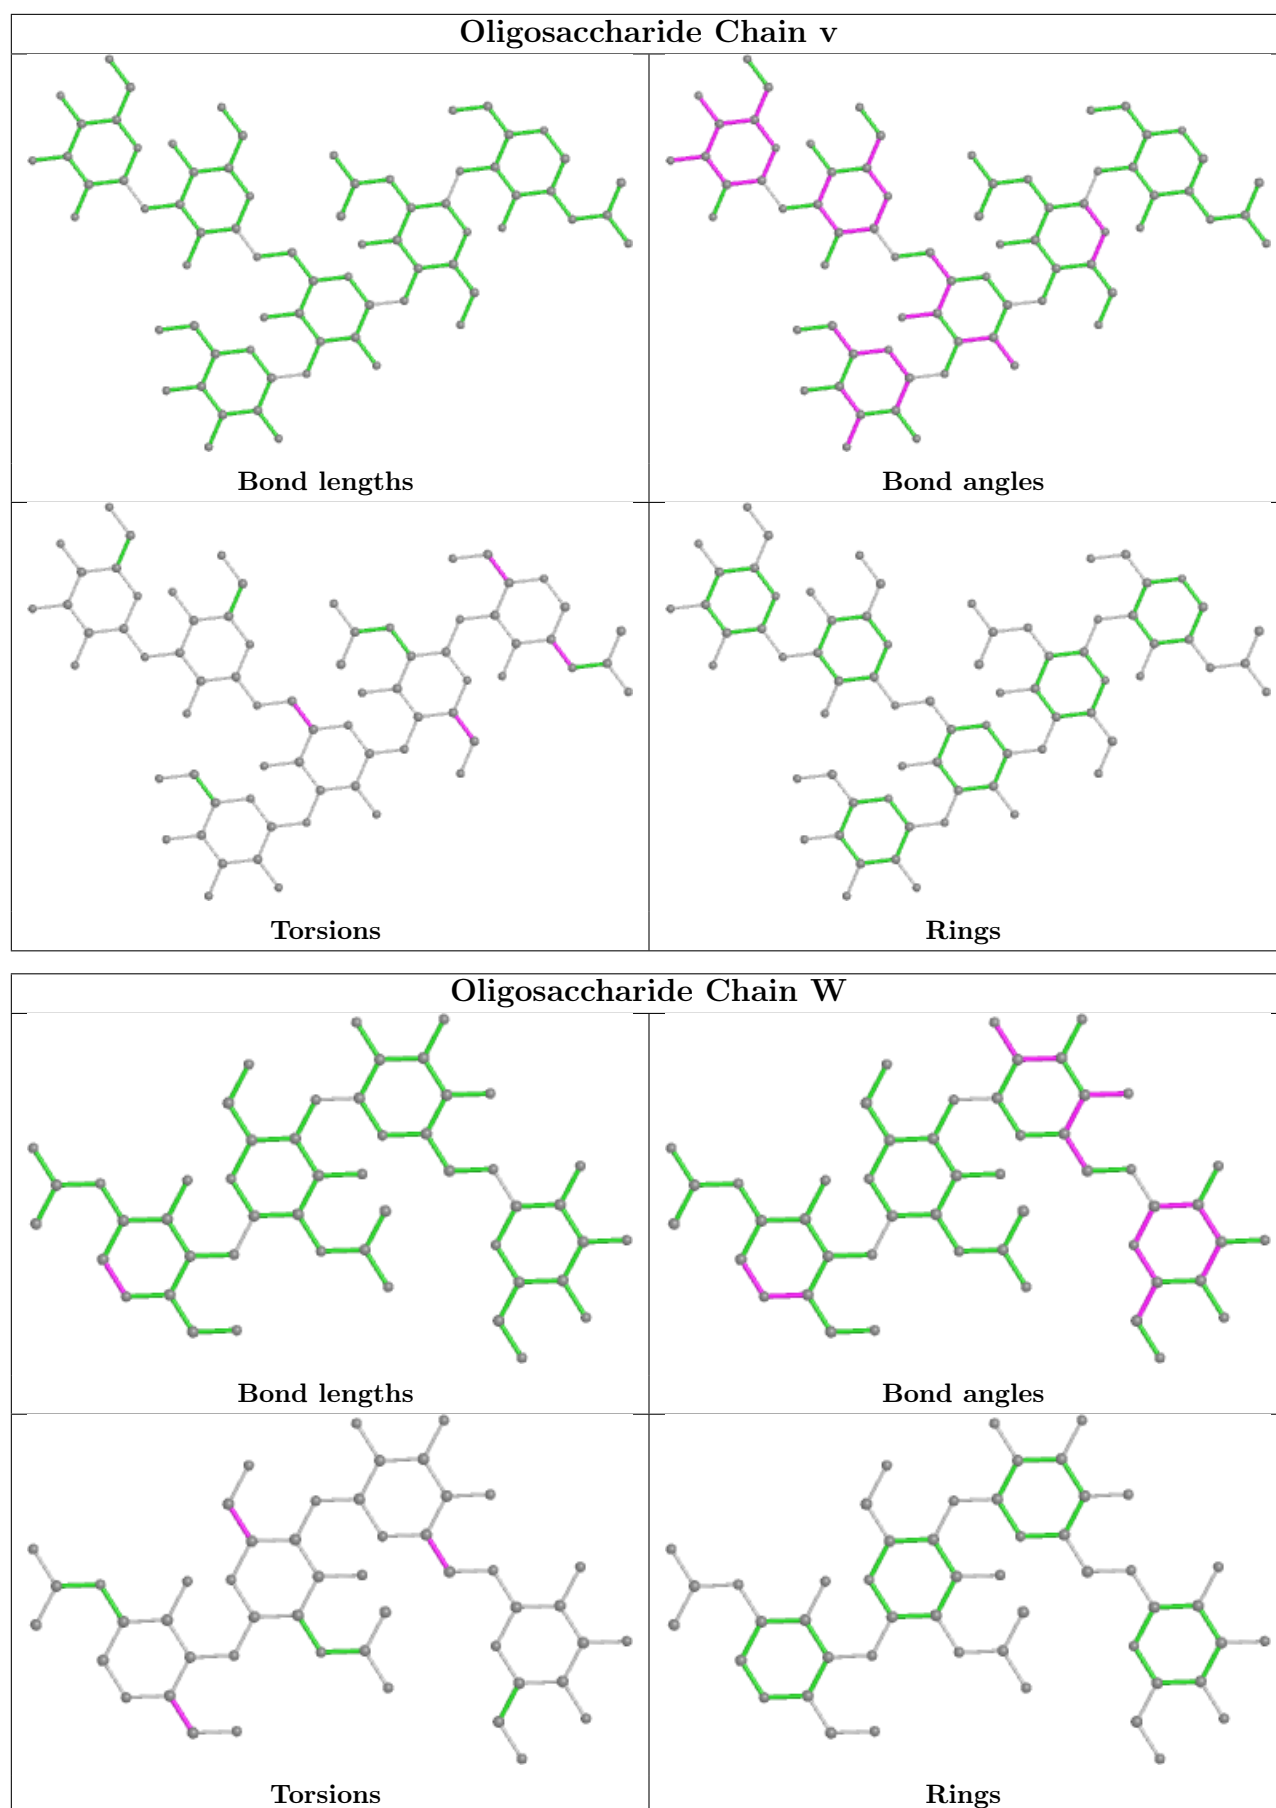 Oligosaccharide Chain v
Bond lengths
Bond angles
Torsions
Rings
Oligosaccharide Chain W
Bond lengths
Bond angles
Torsions
Rings